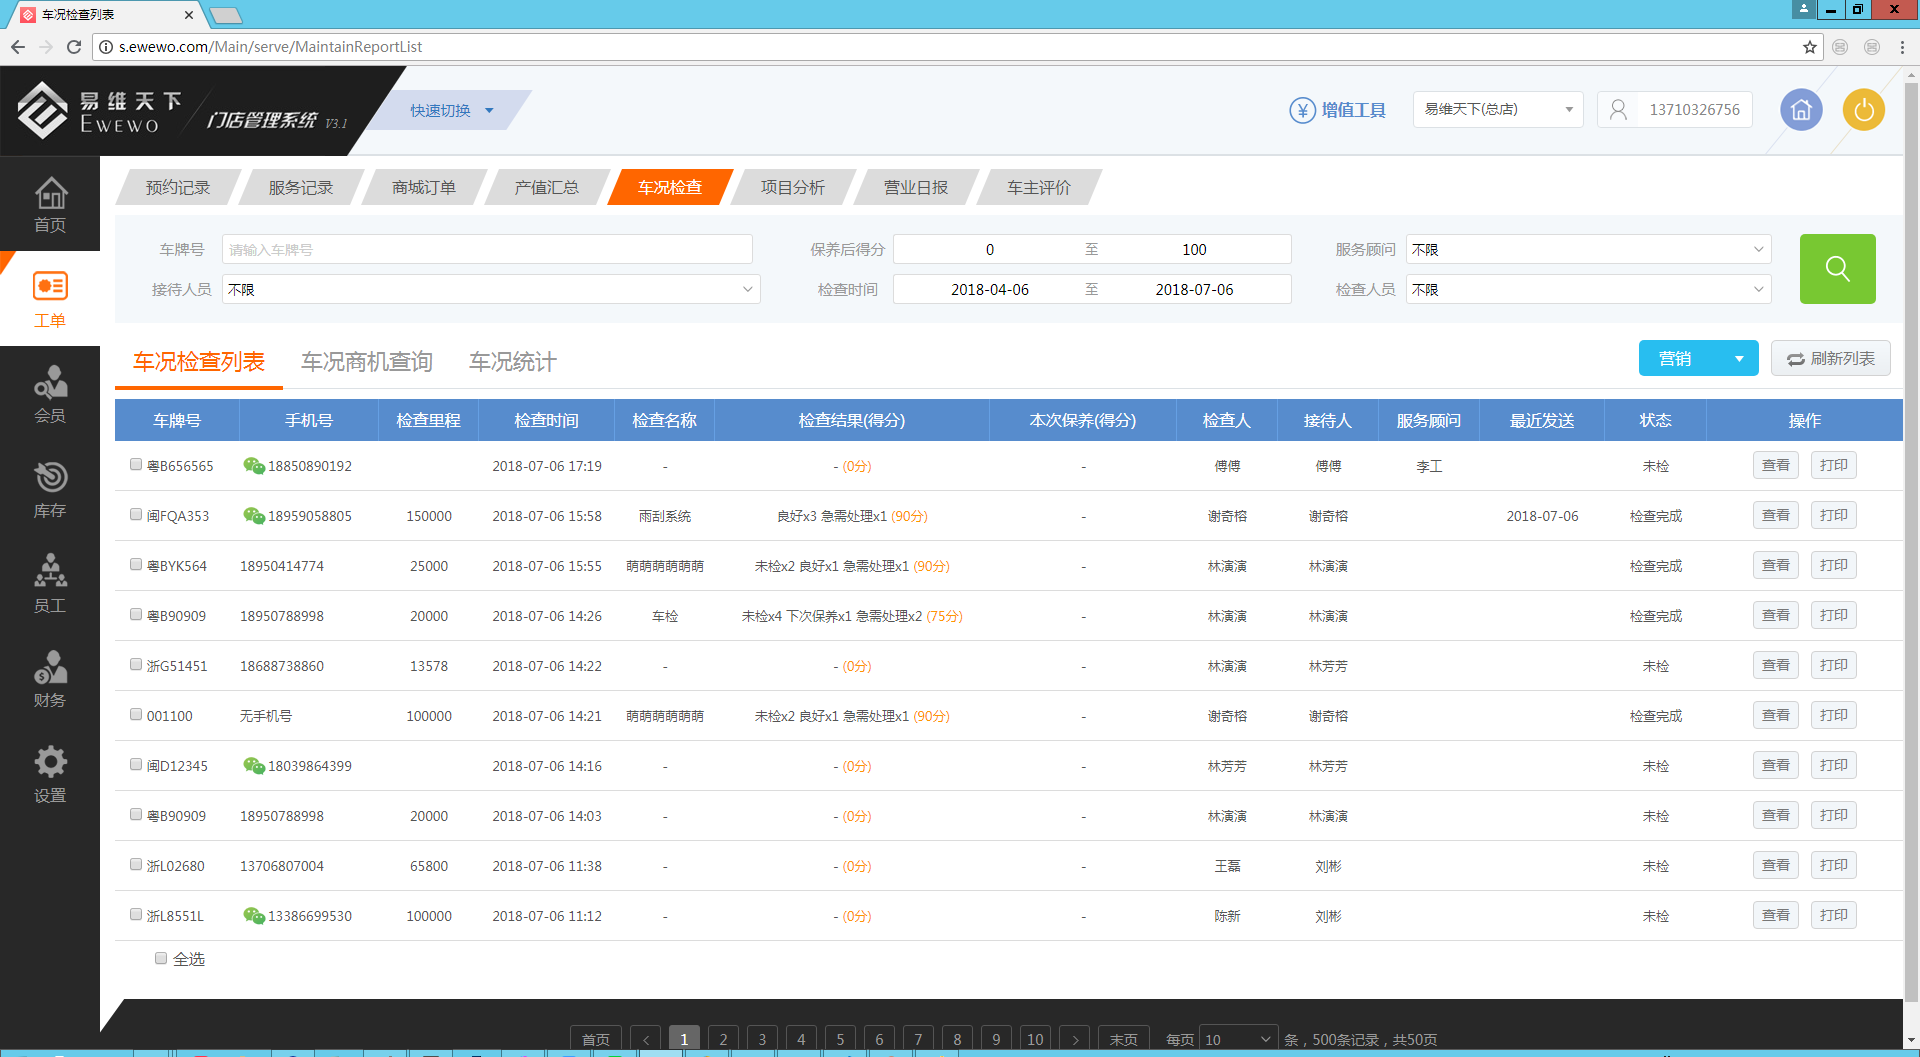 车况检查列表
s.ewewo.com/Main/serve/MaintainReportList
易维天下
EWEWO
门店管理系统 V3.1
快速切换
增值工具
易维天下(总店)
13710326756
首页
工单
会员
库存
员工
财务
设置
预约记录 服务记录 商城订单 产值汇总 车况检查 项目分析 营业日报 车主评价
车牌号 请输入车牌号 保养后得分 0 至 100 服务顾问 不限
接待人员 不限 检查时间 2018-04-06 至 2018-07-06 检查人员 不限
车况检查列表 车况商机查询 车况统计 营销 刷新列表
车牌号 手机号 检查里程 检查时间 检查名称 检查结果(得分) 本次保养(得分) 检查人 接待人 服务顾问 最近发送 状态 操作
粤B656565 18850890192 2018-07-06 17:19 - - (0分) - 傅傅 傅傅 李工 未检 查看 打印
闽FQA353 18959058805 150000 2018-07-06 15:58 雨刮系统 良好x3 急需处理x1 (90分) - 谢奇榕 谢奇榕 2018-07-06 检查完成 查看 打印
粤BYK564 18950414774 25000 2018-07-06 15:55 萌萌萌萌萌萌 未检x2 良好x1 急需处理x1 (90分) - 林演演 林演演 检查完成 查看 打印
粤B90909 18950788998 20000 2018-07-06 14:26 车检 未检x4 下次保养x1 急需处理x2 (75分) - 林演演 林演演 检查完成 查看 打印
浙G51451 18688738860 13578 2018-07-06 14:22 - - (0分) - 林演演 林芳芳 未检 查看 打印
001100 无手机号 100000 2018-07-06 14:21 萌萌萌萌萌萌 未检x2 良好x1 急需处理x1 (90分) - 谢奇榕 谢奇榕 检查完成 查看 打印
闽D12345 18039864399 2018-07-06 14:16 - - (0分) - 林芳芳 林芳芳 未检 查看 打印
粤B90909 18950788998 20000 2018-07-06 14:03 - - (0分) - 林演演 林演演 未检 查看 打印
浙L02680 13706807004 65800 2018-07-06 11:38 - - (0分) - 王磊 刘彬 未检 查看 打印
浙L8551L 13386699530 100000 2018-07-06 11:12 - - (0分) - 陈新 刘彬 未检 查看 打印
全选
首页 < 1 2 3 4 5 6 7 8 9 10 > 末页 每页 10 条，500条记录，共50页